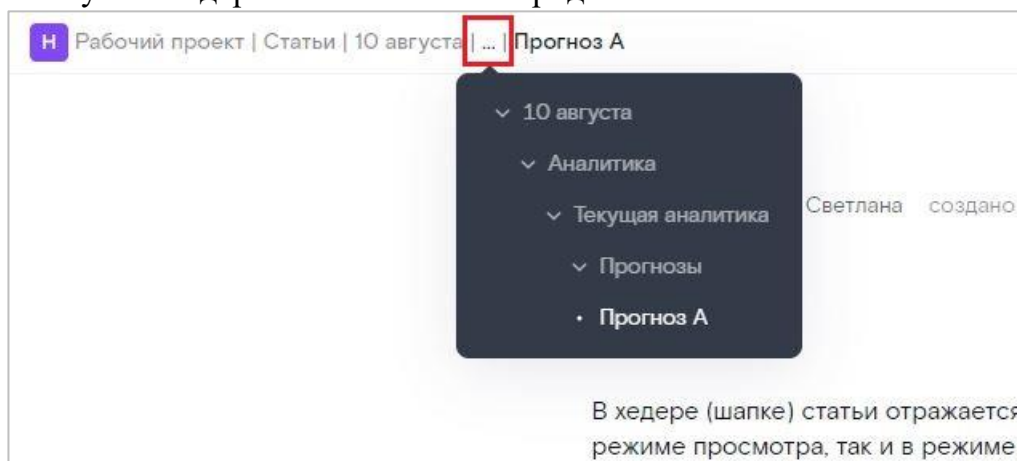 Н Рабочий проект | Статьи | 10 августа | ... | Прогноз А
10 августа
Аналитика
Текущая аналитика
Светлана создано
Прогнозы
Прогноз А
В хедере (шапке) статьи отражается
режиме просмотра, так и в режиме